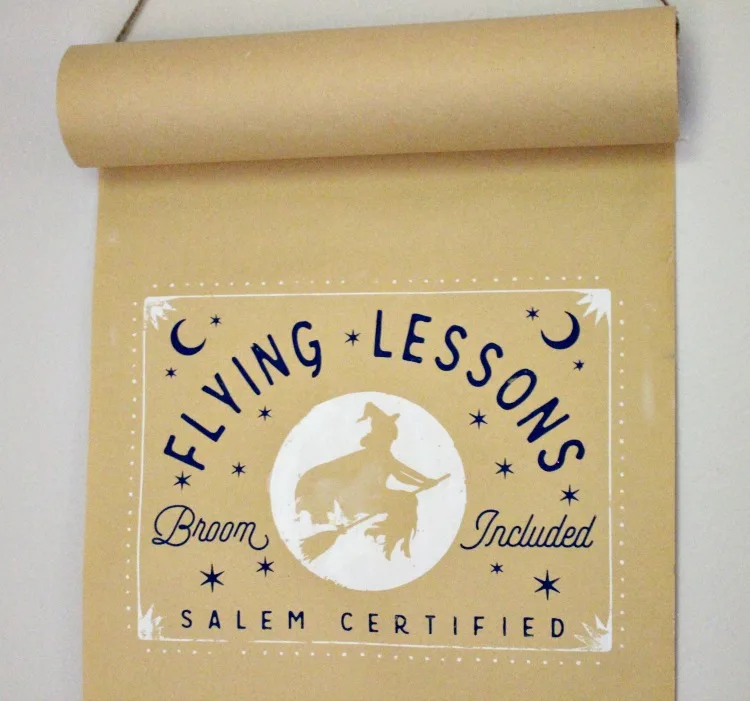 FLYING LESSONS
Broom Included
SALEM CERTIFIED